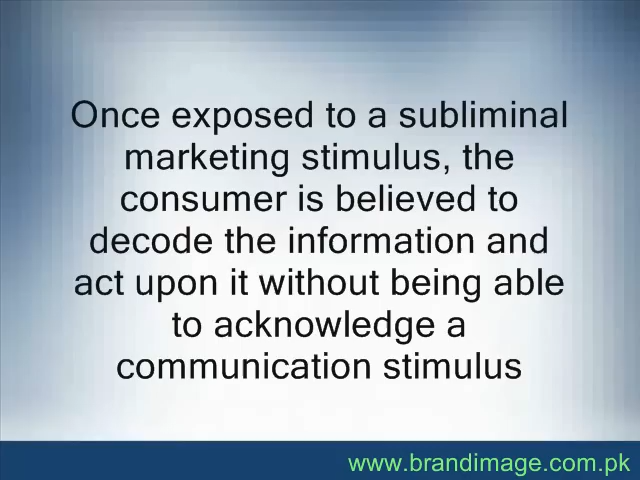 Once exposed to a subliminal
marketing stimulus, the
consumer is believed to
decode the information and
act upon it without being able
to acknowledge a
communication stimulus
www.brandimage.com.pk